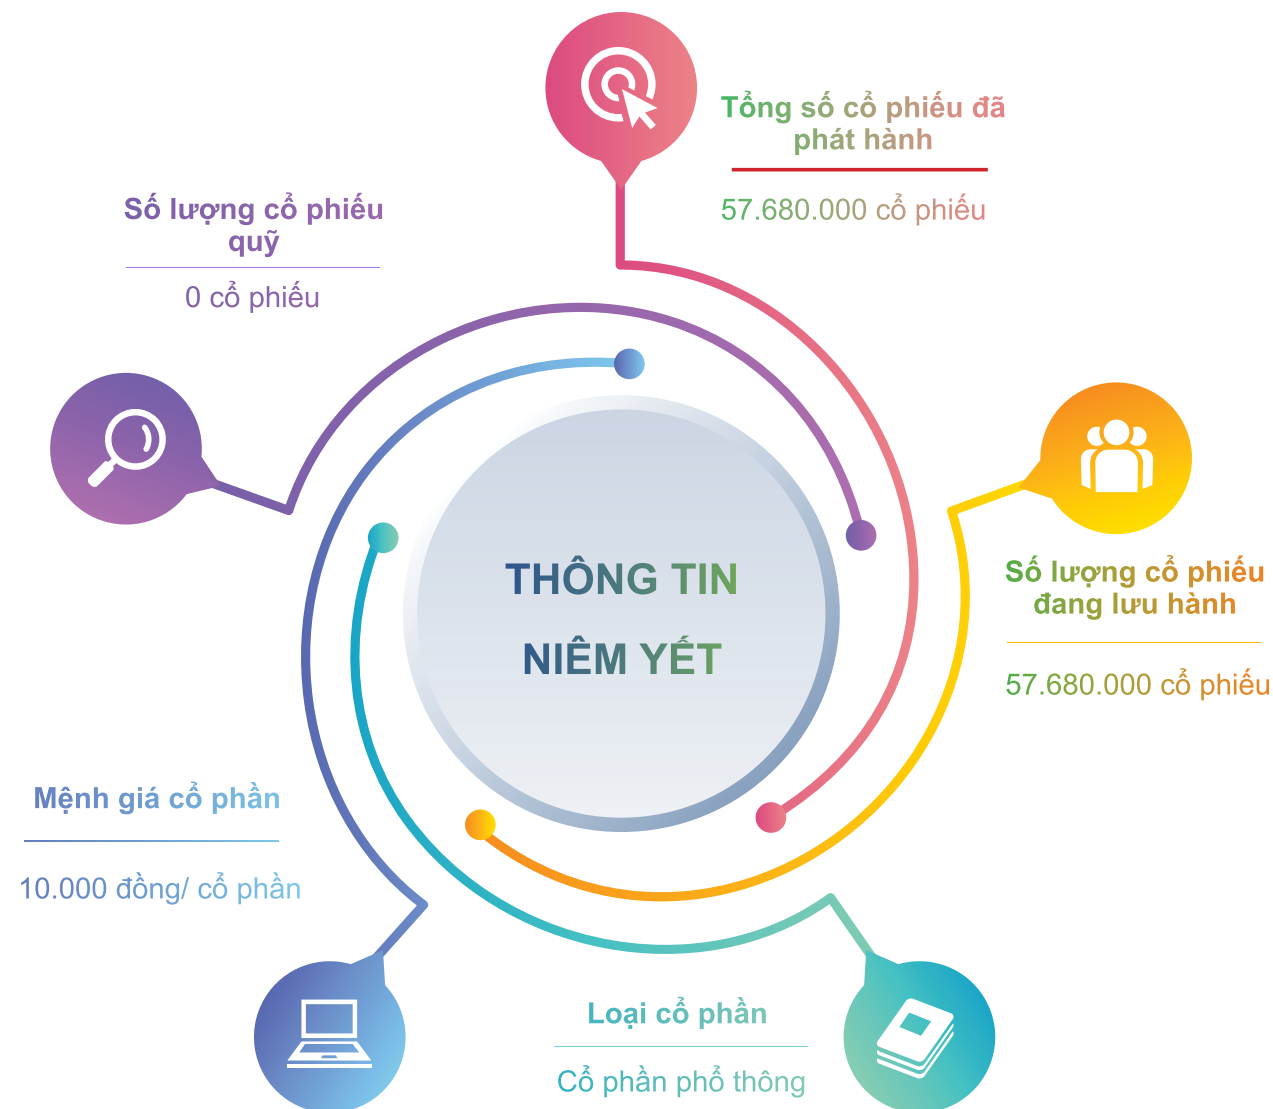 Tổng số cổ phiếu đã
phát hành
57.680.000 cổ phiếu
Số lượng cổ phiếu
quỹ
0 cổ phiếu
THÔNG TIN
NIÊM YẾT
Số lượng cổ phiếu
đang lưu hành
57.680.000 cổ phiếu
Mệnh giá cổ phần
10.000 đồng/ cổ phần
Loại cổ phần
Cổ phần phổ thông